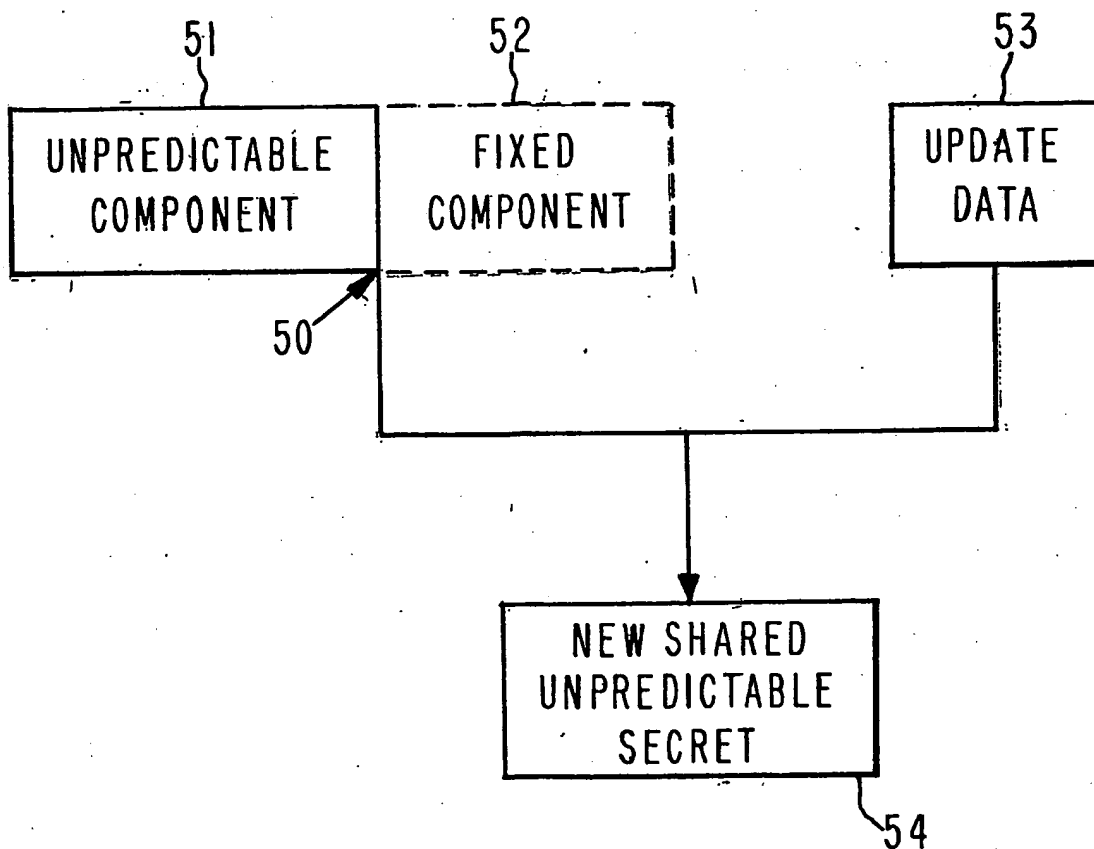 51
52
53
UNPREDICTABLE
COMPONENT
FIXED
COMPONENT
UPDATE
DATA
50
NEW SHARED
UNPREDICTABLE
SECRET
54